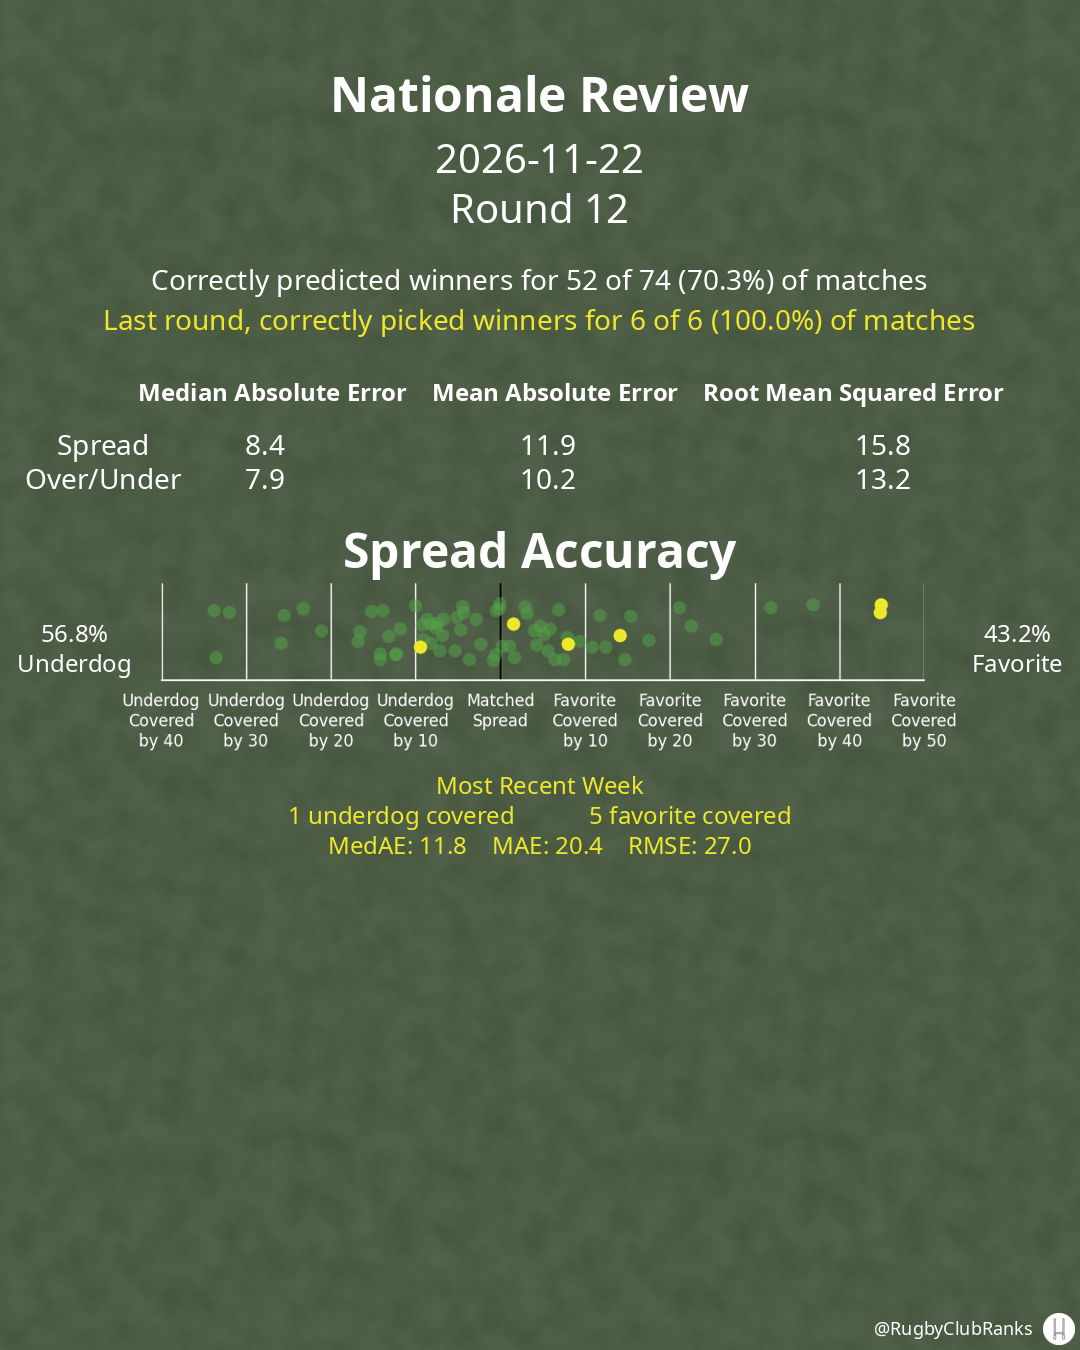 Nationale Review
2026-11-22
Round 12
Correctly predicted winners for 52 of 74 (70.3%) of matches
Last round, correctly picked winners for 6 of 6 (100.0%) of matches
Median Absolute Error Mean Absolute Error Root Mean Squared Error
Spread 8.4 11.9 15.8
Over/Under 7.9 10.2 13.2
Spread Accuracy
56.8%
Underdog
43.2%
Favorite
Underdog Covered by 40
Underdog Covered by 30
Underdog Covered by 20
Underdog Covered by 10
Matched Spread
Favorite Covered by 10
Favorite Covered by 20
Favorite Covered by 30
Favorite Covered by 40
Favorite Covered by 50
Most Recent Week
1 underdog covered 5 favorite covered
MedAE: 11.8 MAE: 20.4 RMSE: 27.0
@RugbyClubRanks